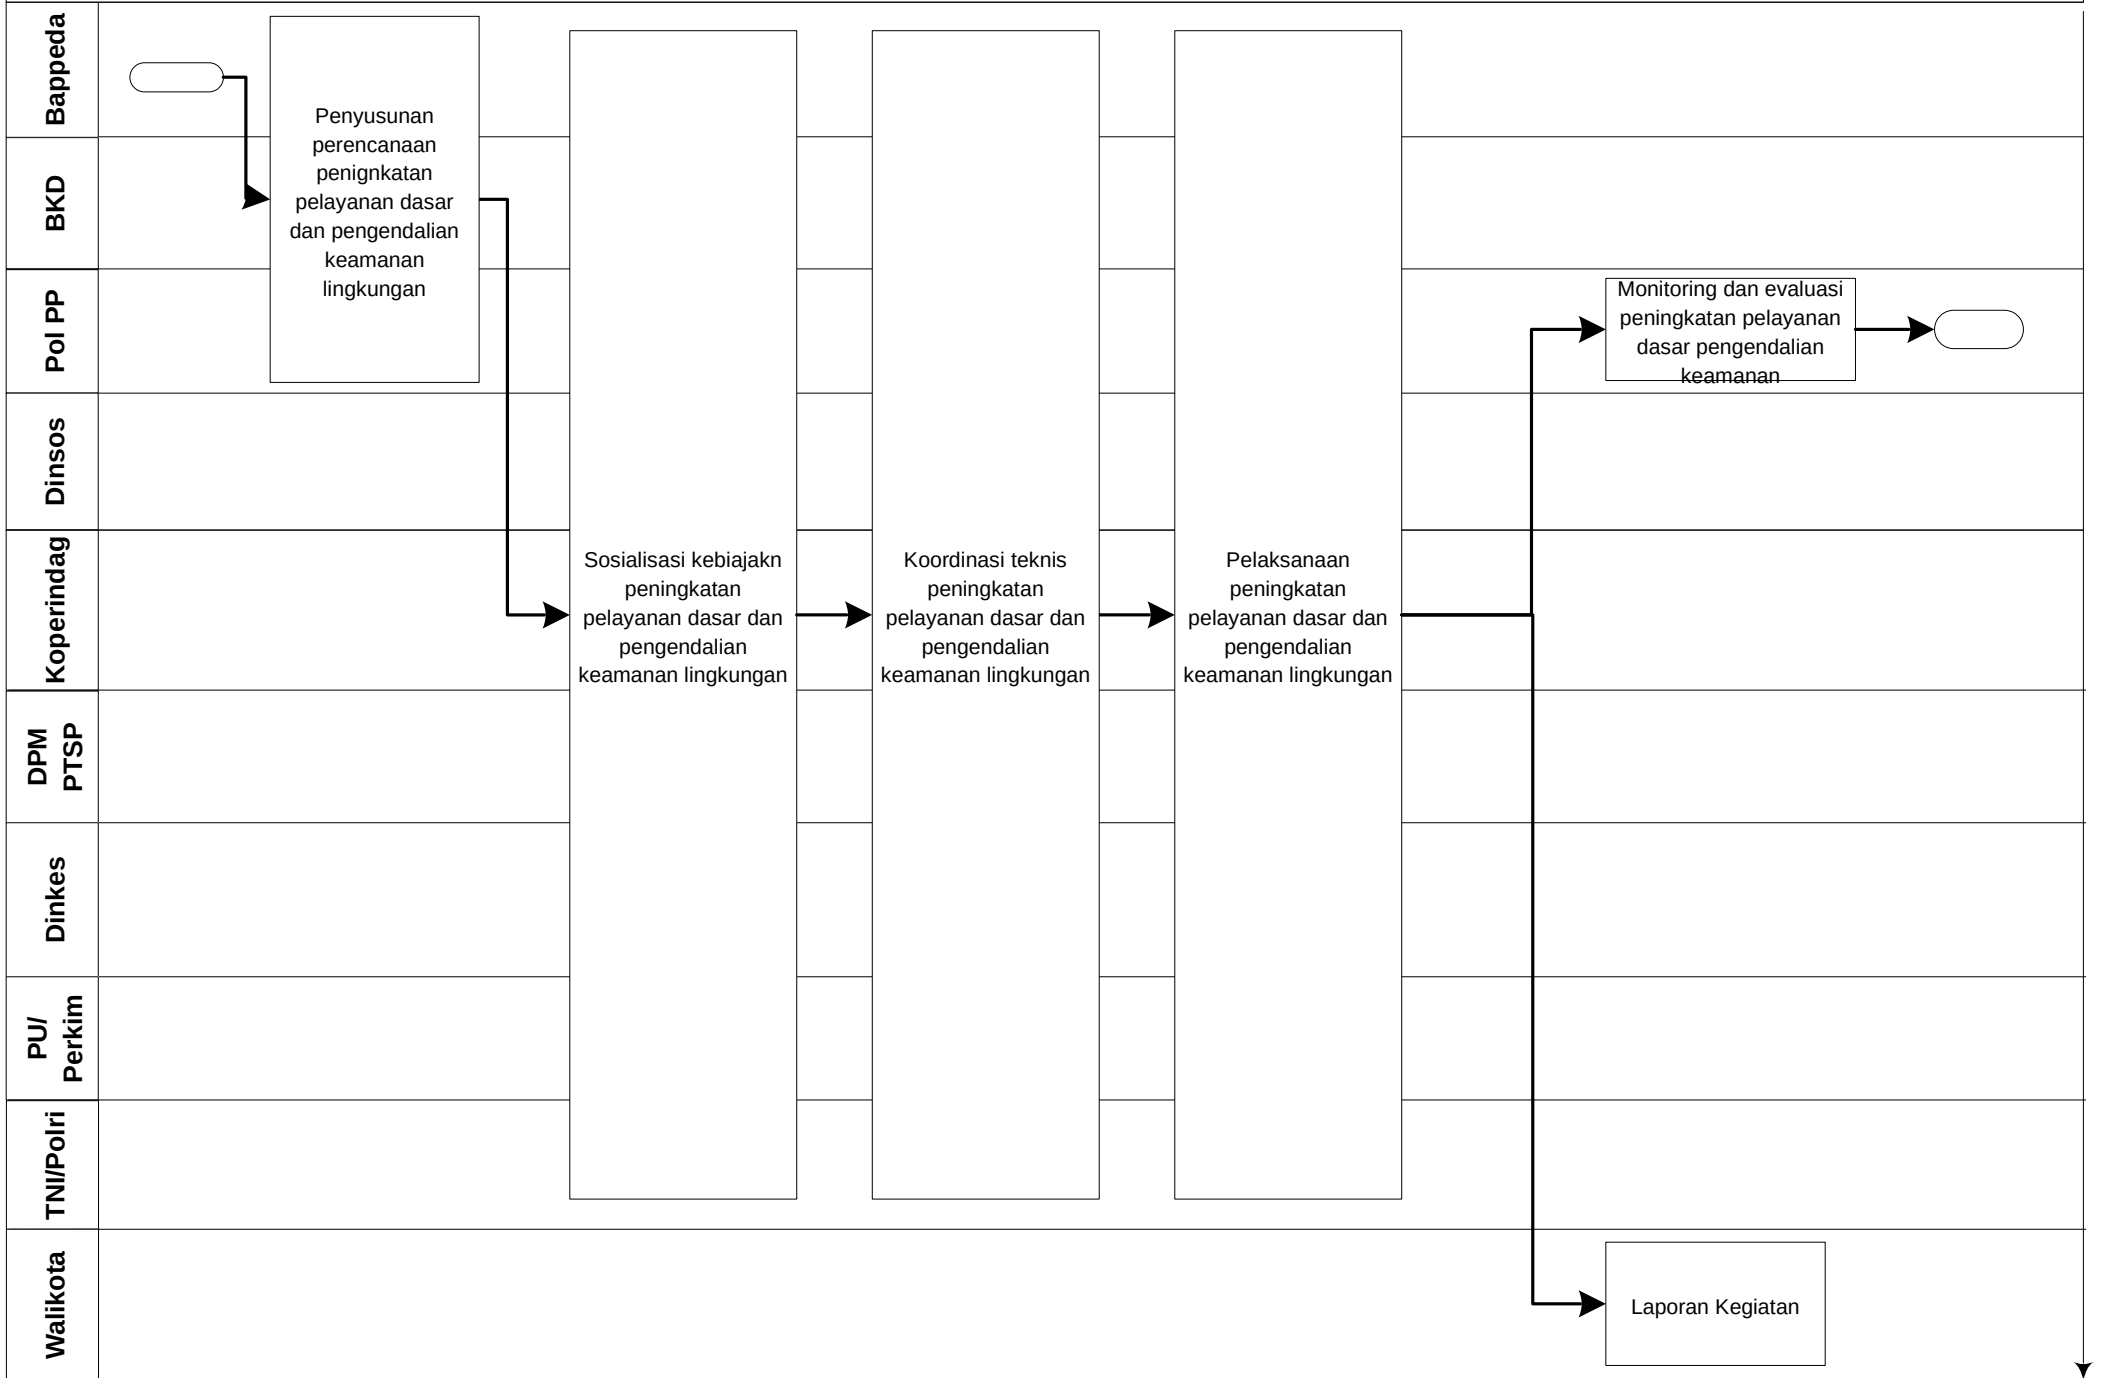 Bappeda
BKD
Pol PP
Dinsos
Koperindag
DPM
PTSP
Dinkes
PU/
Perkim
TNI/Polri
Walikota
Penyusunan
perencanaan
penignkatan
pelayanan dasar
dan pengendalian
keamanan
lingkungan
Sosialisasi kebiajakn
peningkatan
pelayanan dasar dan
pengendalian
keamanan lingkungan
Koordinasi teknis
peningkatan
pelayanan dasar dan
pengendalian
keamanan lingkungan
Pelaksanaan
peningkatan
pelayanan dasar dan
pengendalian
keamanan lingkungan
Monitoring dan evaluasi
peningkatan pelayanan
dasar pengendalian
keamanan
Laporan Kegiatan